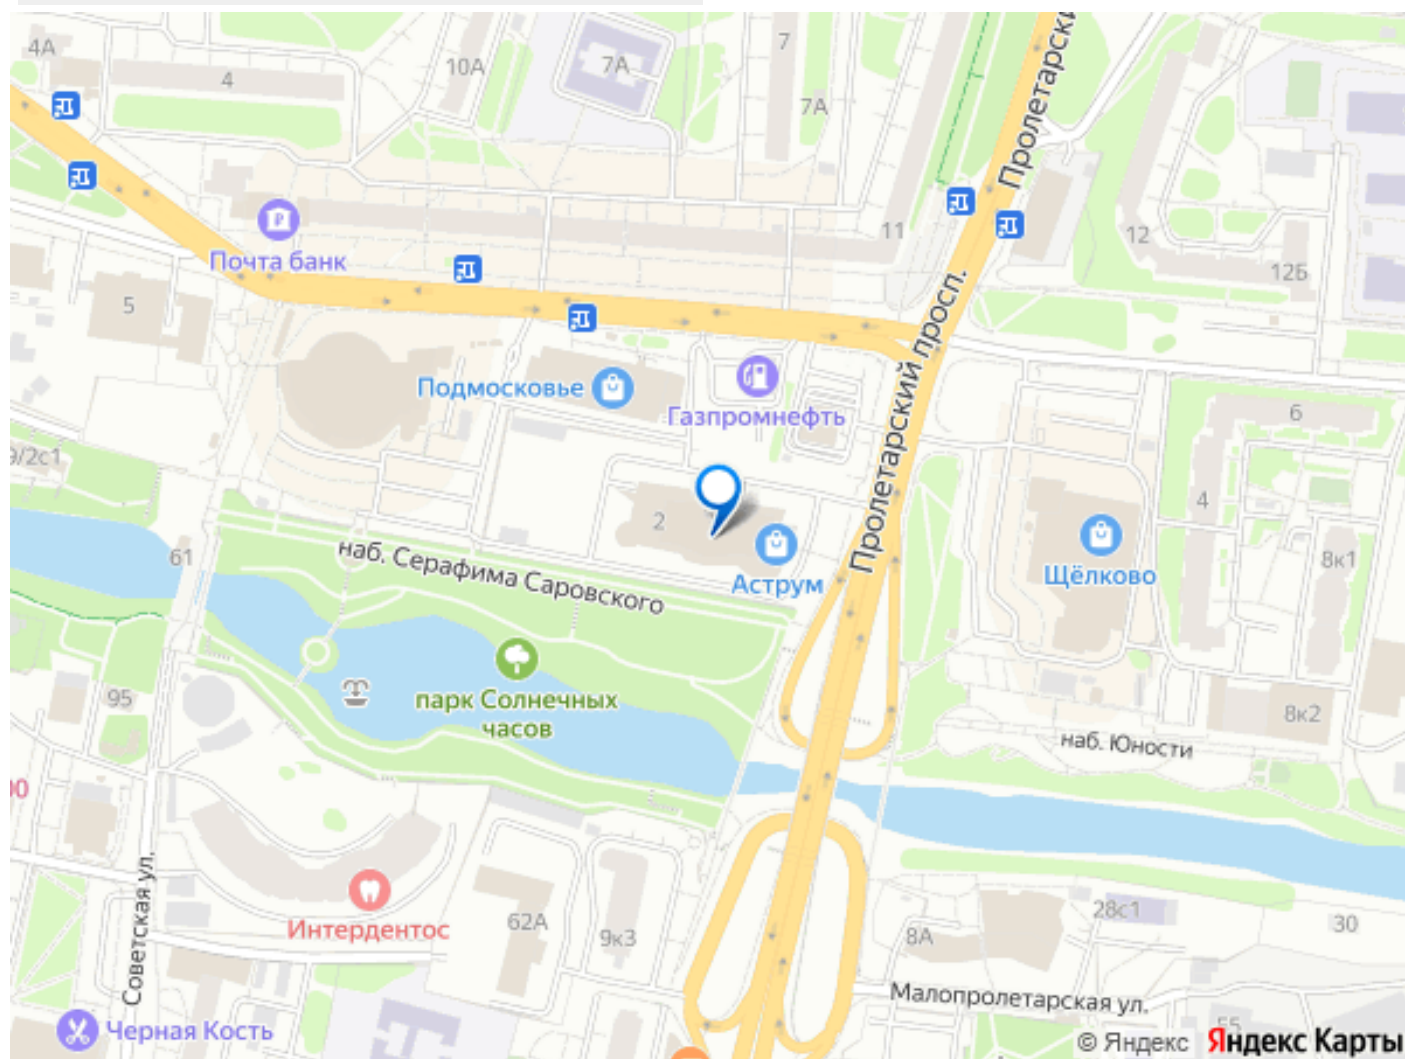 4А
4
10А
7А
7
7А
Пролетарский
11
12
12Б
Почта банк
5
Подмосковье
Газпромнефть
Пролетарский просп.
6
9/2с1
4
2
61
наб. Серафима Саровского
Аструм
Щёлково
8к1
парк Солнечных
часов
95
8к2
наб. Юности
00
Советская ул.
Интердентос
62А
9к3
8А
28с1
30
Малопролетарская ул.
55
Черная Кость
© Яндекс Яндекс Карты